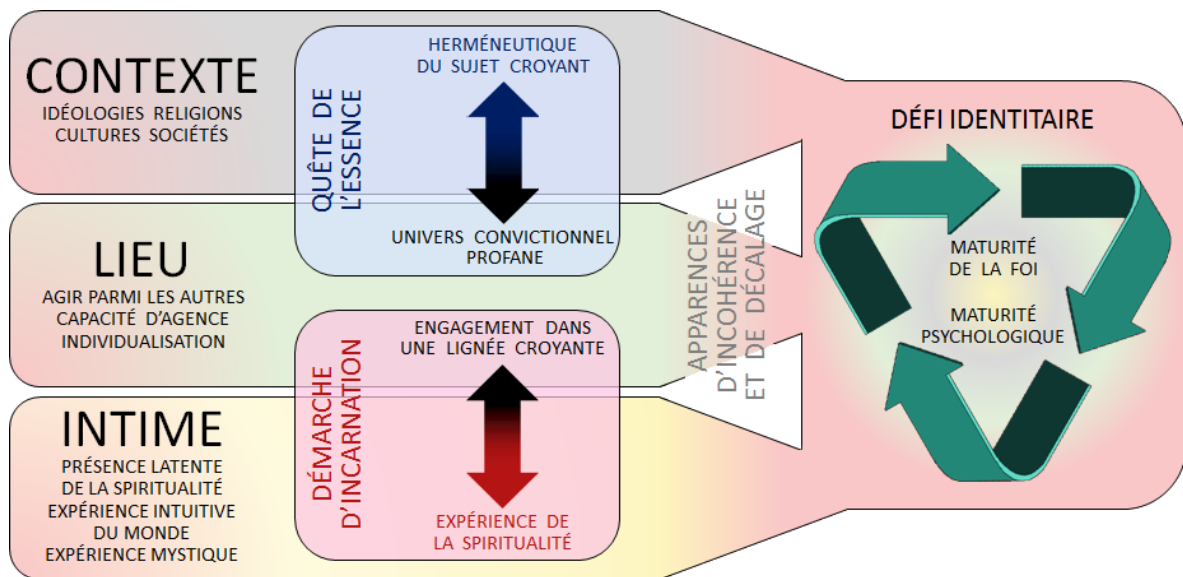 CONTEXTE
IDÉOLOGIES RELIGIONS
CULTURES SOCIÉTÉS
QUÊTE DE
L'ESSENCE
HERMÉNEUTIQUE
DU SUJET CROYANT
UNIVERS CONVICTIONNEL
PROFANE
LIEU
AGIR PARMI LES AUTRES
CAPACITÉ D'AGENCE
INDIVIDUALISATION
DÉMARCHE
D'INCARNATION
ENGAGEMENT DANS
UNE LIGNÉE CROYANTE
EXPÉRIENCE DE
LA SPIRITUALITÉ
INTIME
PRÉSENCE LATENTE
DE LA SPIRITUALITÉ
EXPÉRIENCE INTUITIVE
DU MONDE
EXPÉRIENCE MYSTIQUE
APPARENCES
D'INCOHÉRENCE
ET DE DÉCALAGE
DÉFI IDENTITAIRE
MATURITÉ
DE LA FOI
MATURITÉ
PSYCHOLOGIQUE